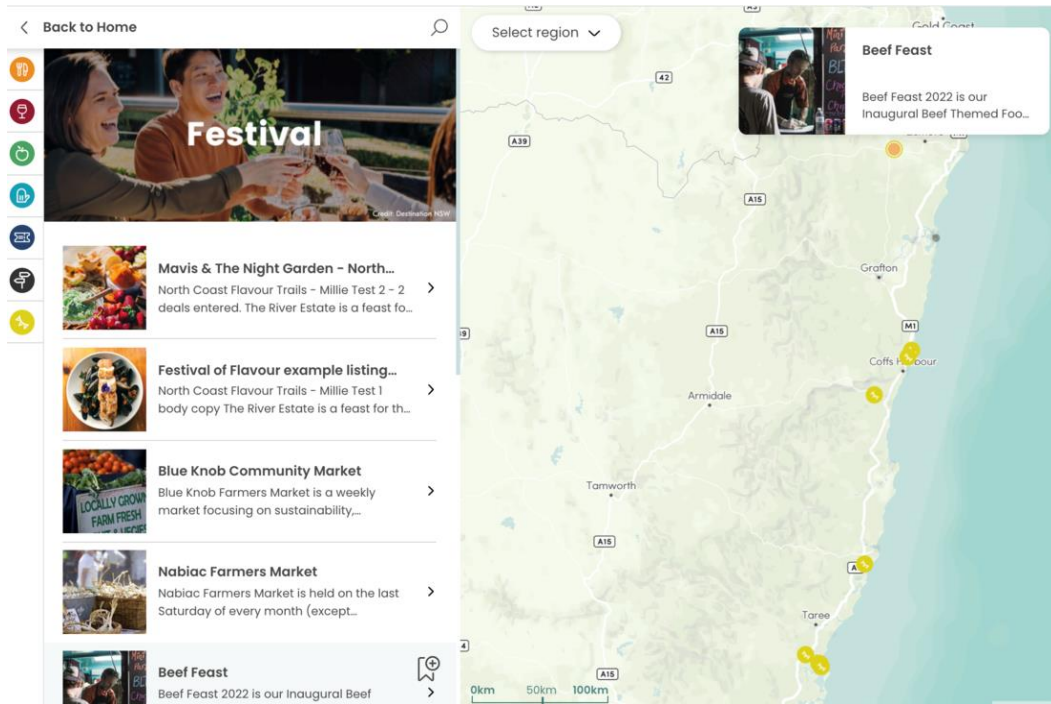 Back to Home
Festival
Credit: Destination NSW
Mavis & The Night Garden - North...
North Coast Flavour Trails - Millie Test 2 - 2
deals entered. The River Estate is a feast fo...
Festival of Flavour example listing...
North Coast Flavour Trails - Millie Test 1
body copy The River Estate is a feast for th...
LOCALLY GROWN
FARM FRESH
Blue Knob Community Market
Blue Knob Farmers Market is a weekly
market focusing on sustainability,...
Nabiac Farmers Market
Nabiac Farmers Market is held on the last
Saturday of every month (except...
Beef Feast
Beef Feast 2022 is our Inaugural Beef
Select region
Gold Coast
Beef Feast
Beef Feast 2022 is our
Inaugural Beef Themed Foo...
42
A39
A15
Grafton
M1
A15
Coffs Harbour
Armidale
Tamworth
A15
Taree
A15
0km 50km 100km